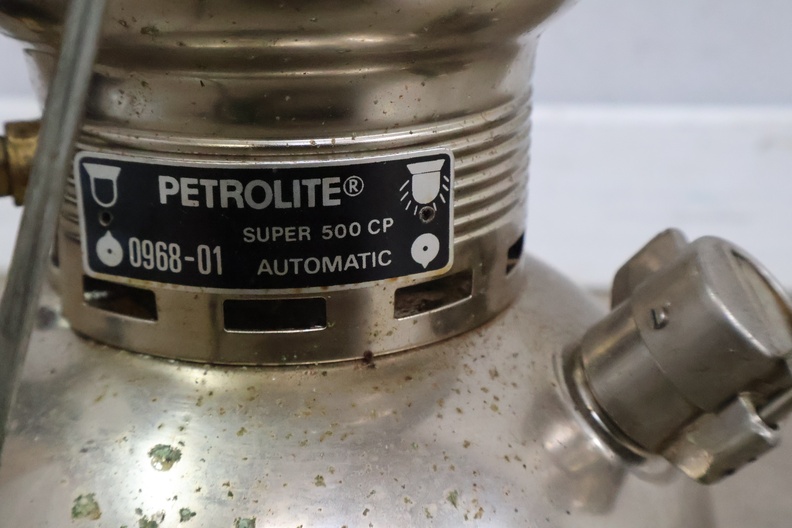 PETROLITE®
SUPER 500 CP
0968-01 AUTOMATIC